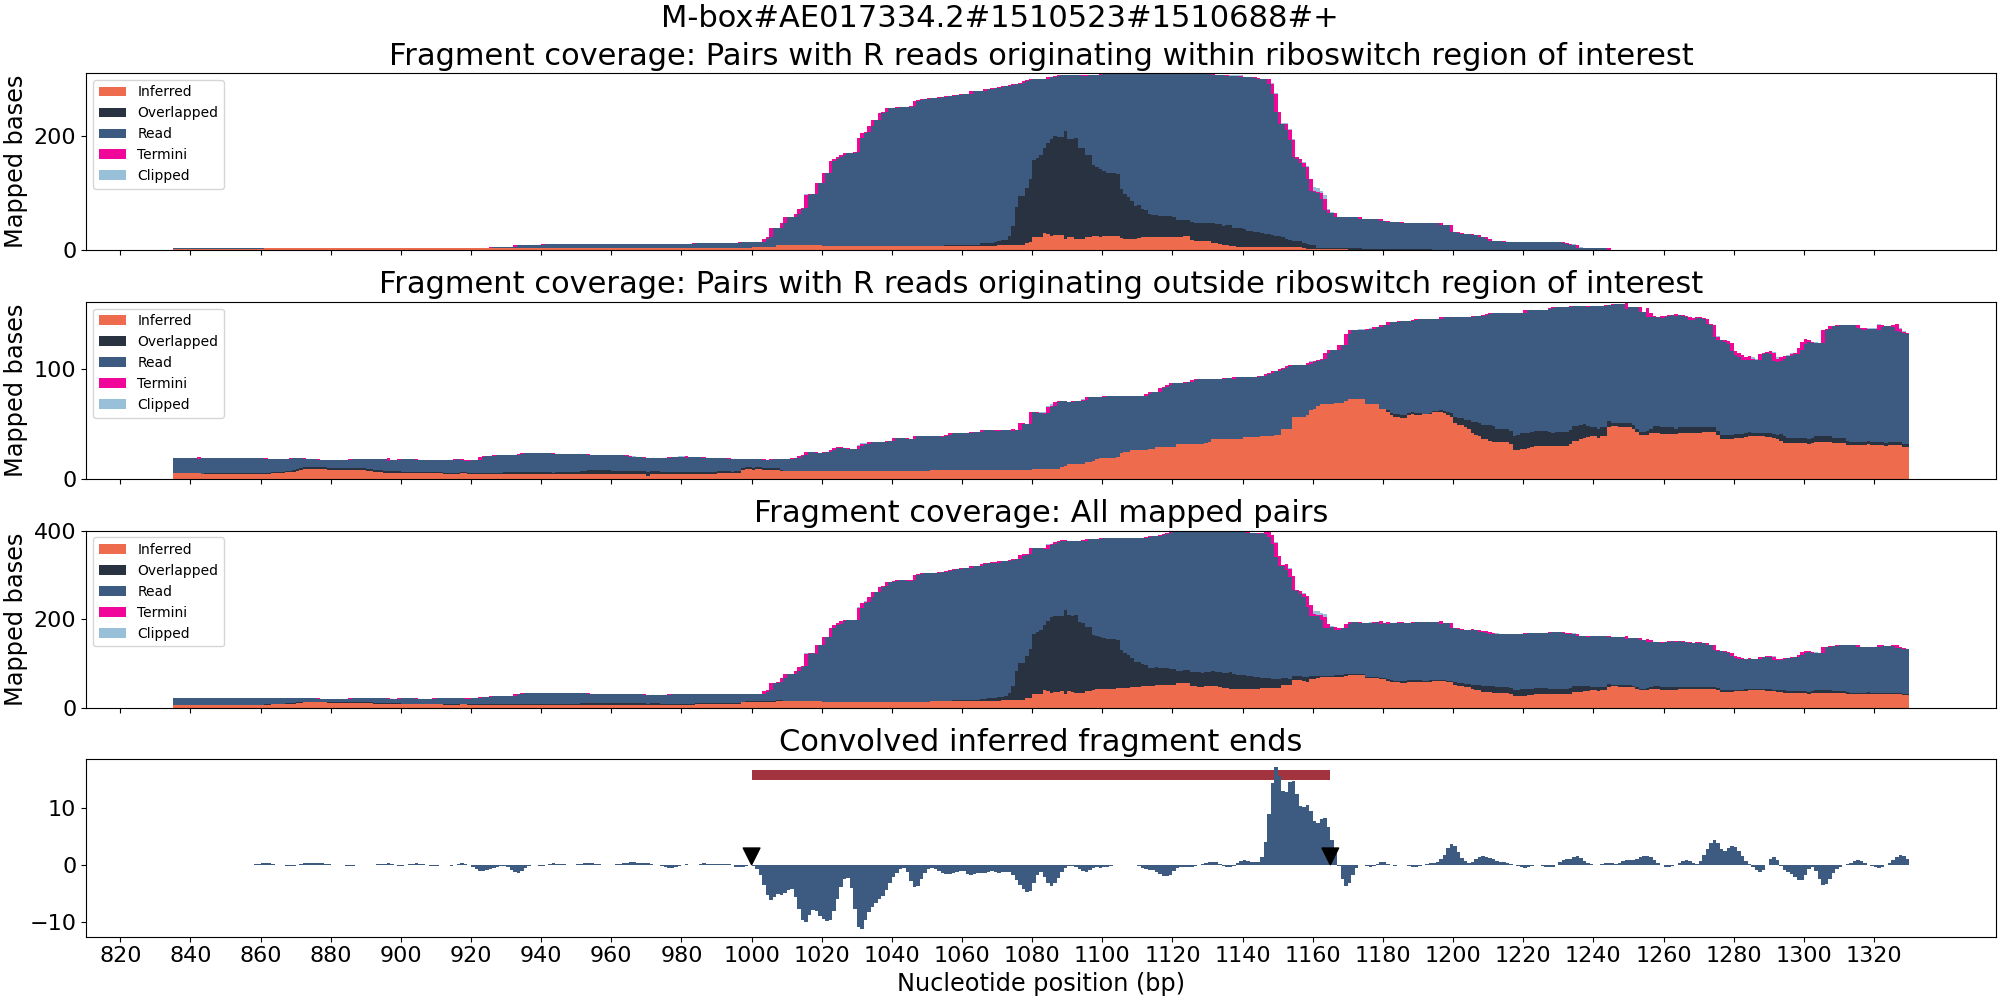 M-box#AE017334.2#1510523#1510688#+
Fragment coverage: Pairs with R reads originating within riboswitch region of interest
Mapped bases
200
0
Inferred
Overlapped
Read
Termini
Clipped
Fragment coverage: Pairs with R reads originating outside riboswitch region of interest
Mapped bases
100
0
Inferred
Overlapped
Read
Termini
Clipped
Fragment coverage: All mapped pairs
Mapped bases
400
200
0
Inferred
Overlapped
Read
Termini
Clipped
Convolved inferred fragment ends
10
0
−10
820 840 860 880 900 920 940 960 980 1000 1020 1040 1060 1080 1100 1120 1140 1160 1180 1200 1220 1240 1260 1280 1300 1320
Nucleotide position (bp)